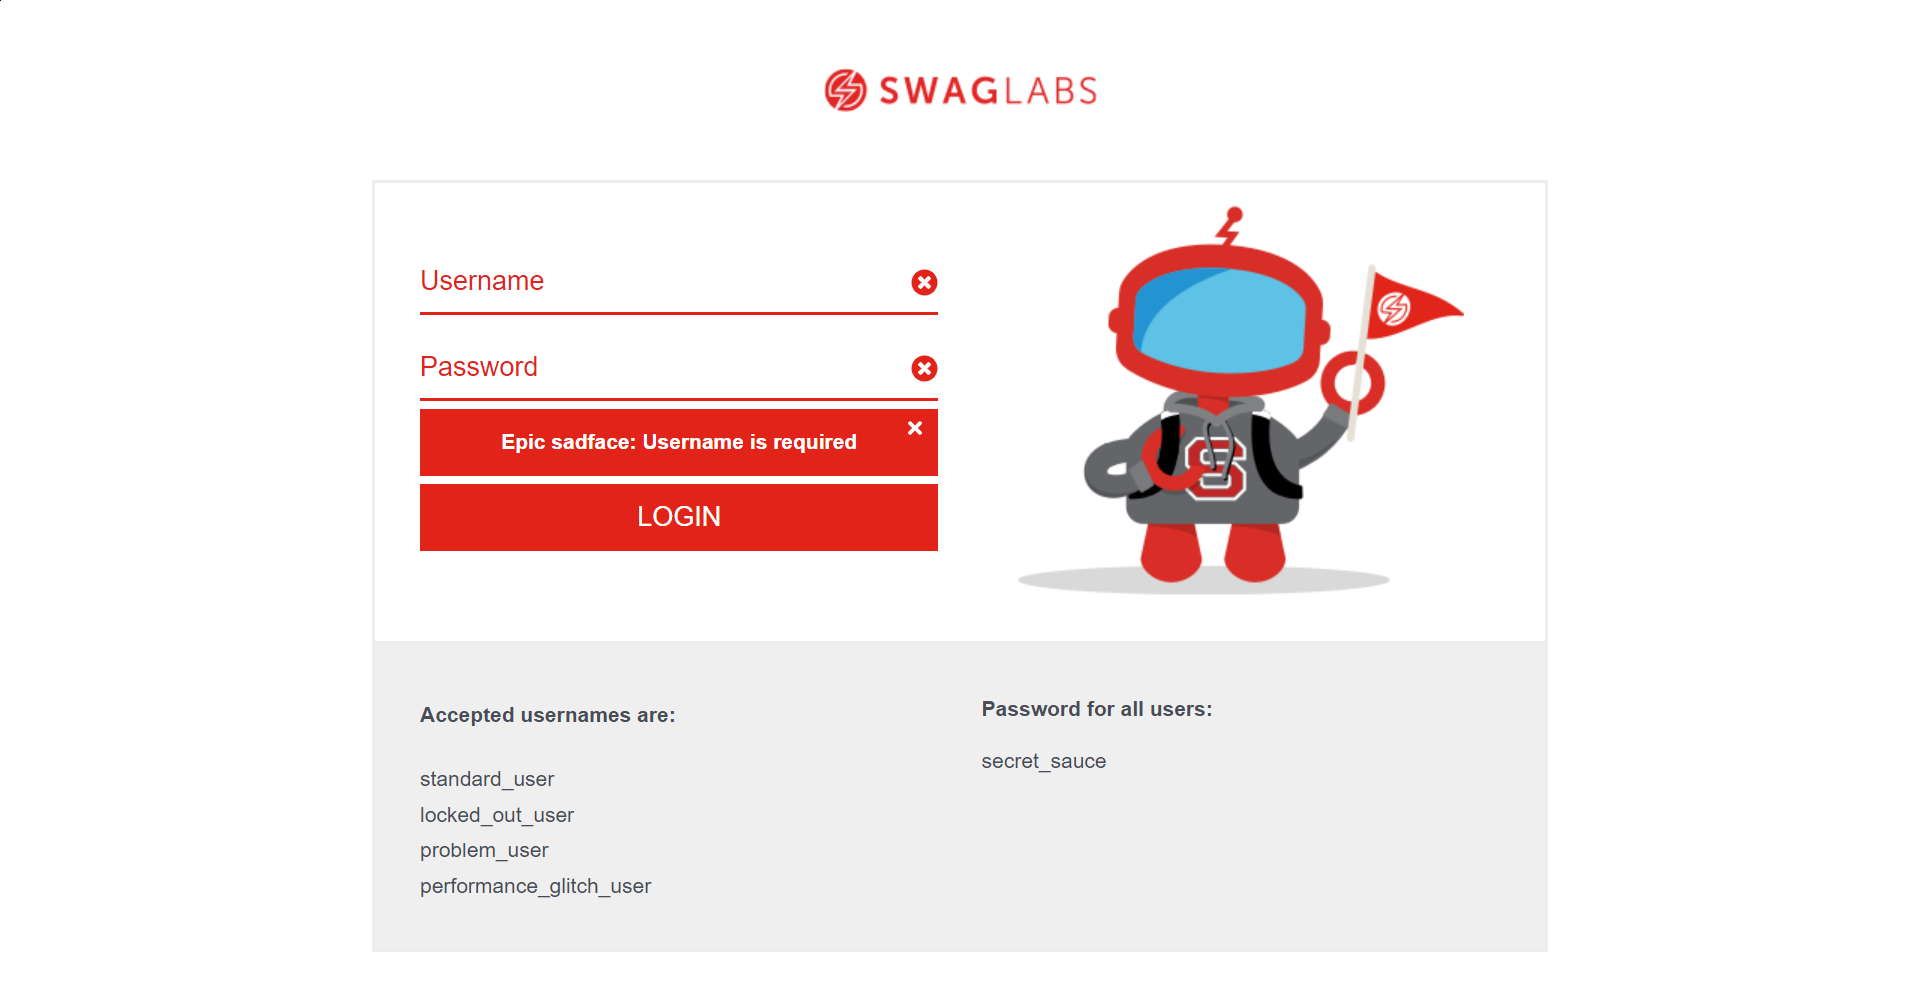 SWAGLABS
Username
Password
Epic sadface: Username is required
LOGIN
S
Accepted usernames are:
standard_user
locked_out_user
problem_user
performance_glitch_user
Password for all users:
secret_sauce